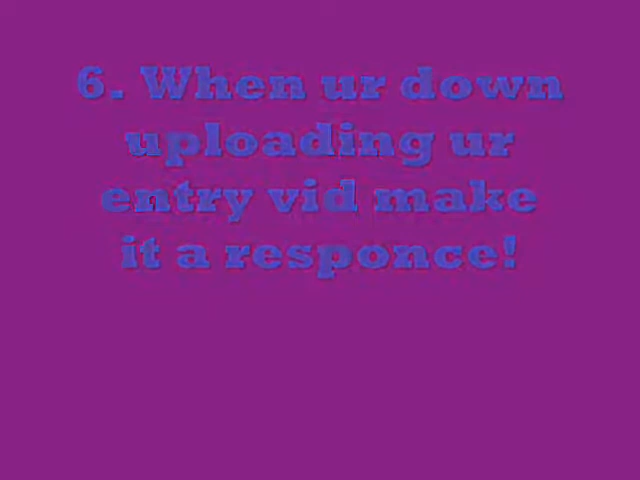 6. When ur down
uploading ur
entry vid make
it a responce!